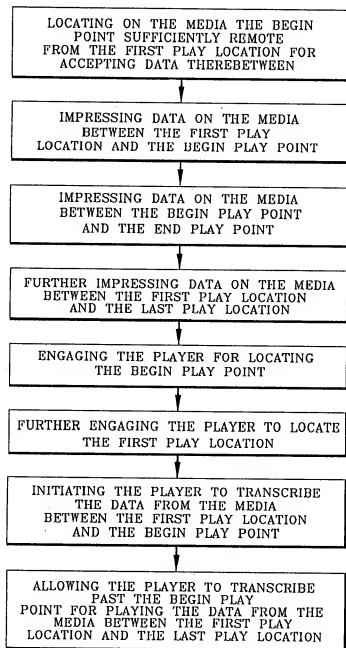 LOCATING ON THE MEDIA THE BEGIN
POINT SUFFICIENTLY REMOTE
FROM THE FIRST PLAY LOCATION FOR
ACCEPTING DATA THEREBETWEEN
IMPRESSING DATA ON THE MEDIA
BETWEEN THE FIRST PLAY
LOCATION AND THE BEGIN PLAY POINT
IMPRESSING DATA ON THE MEDIA
BETWEEN THE BEGIN PLAY POINT
AND THE END PLAY POINT
FURTHER IMPRESSING DATA ON THE MEDIA
BETWEEN THE FIRST PLAY LOCATION
AND THE LAST PLAY LOCATION
ENGAGING THE PLAYER FOR LOCATING
THE BEGIN PLAY POINT
FURTHER ENGAGING THE PLAYER TO LOCATE
THE FIRST PLAY LOCATION
INITIATING THE PLAYER TO TRANSCRIBE
THE DATA FROM THE MEDIA
BETWEEN THE FIRST PLAY LOCATION
AND THE BEGIN PLAY POINT
ALLOWING THE PLAYER TO TRANSCRIBE
PAST THE BEGIN PLAY
POINT FOR PLAYING THE DATA FROM THE
MEDIA BETWEEN THE FIRST PLAY
LOCATION AND THE LAST PLAY LOCATION